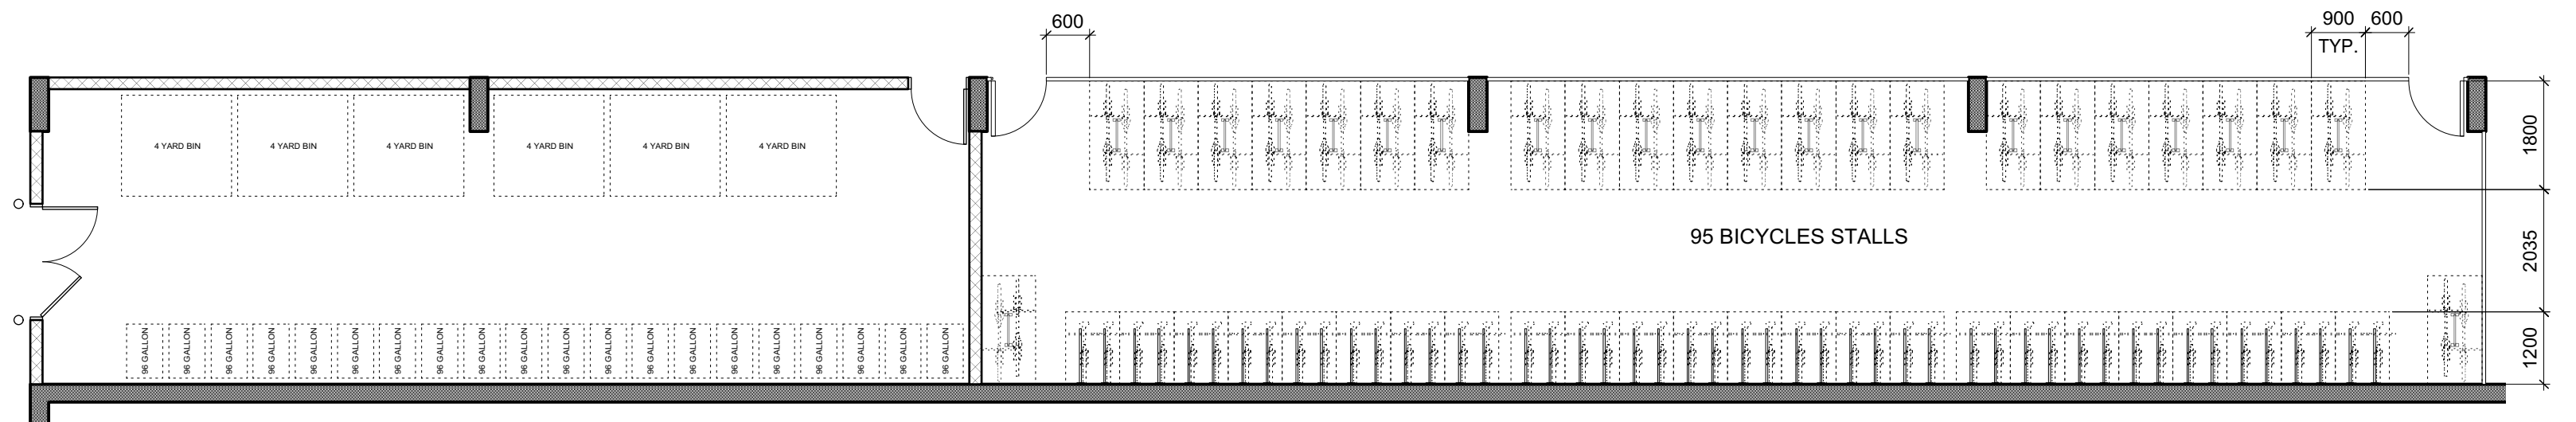 600
900 600
TYP.
4 YARD BIN 4 YARD BIN 4 YARD BIN 4 YARD BIN 4 YARD BIN 4 YARD BIN
1800
95 BICYCLES STALLS
2035
96 GALLON 96 GALLON 96 GALLON 96 GALLON 96 GALLON 96 GALLON 96 GALLON 96 GALLON 96 GALLON 96 GALLON 96 GALLON 96 GALLON 96 GALLON 96 GALLON 96 GALLON 96 GALLON 96 GALLON 96 GALLON 96 GALLON 96 GALLON
1200